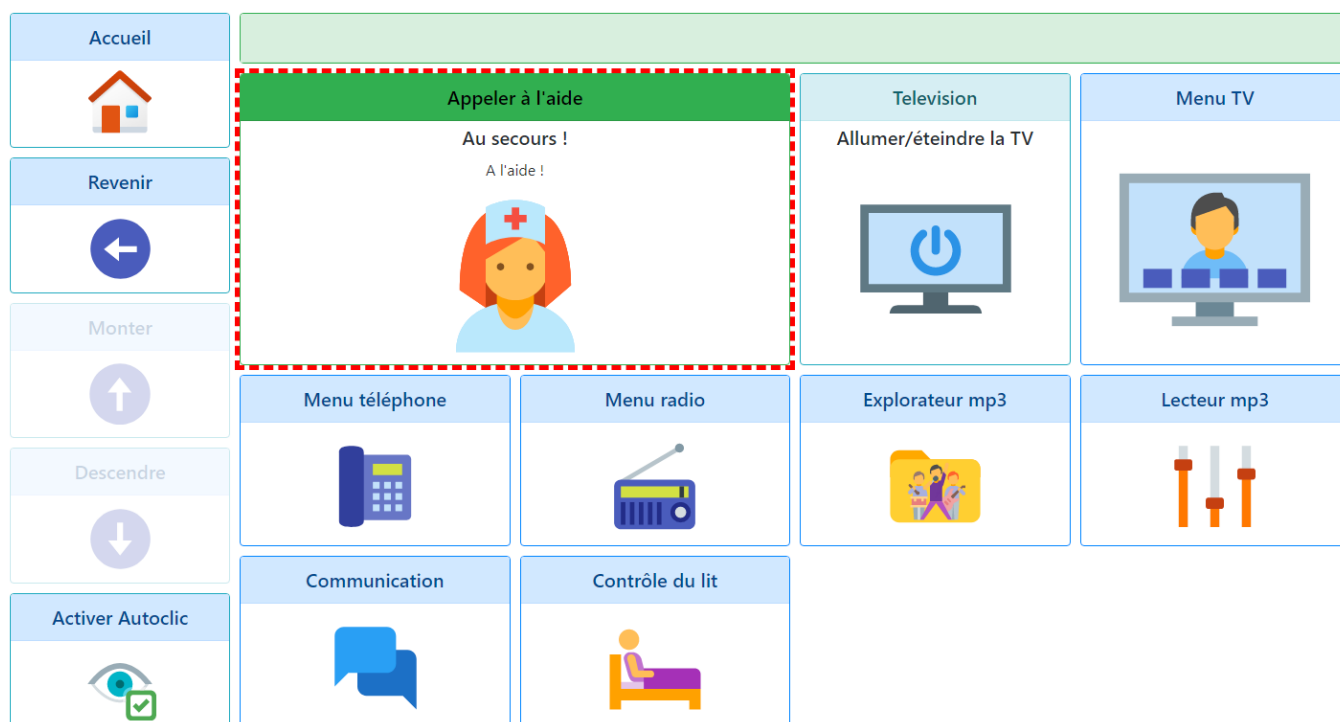 Accueil
Revenir
Monter
Descendre
Activer Autoclic
Appeler à l'aide
Au secours !
A l'aide !
Television
Allumer/éteindre la TV
Menu TV
Menu téléphone
Menu radio
Explorateur mp3
Lecteur mp3
Communication
Contrôle du lit